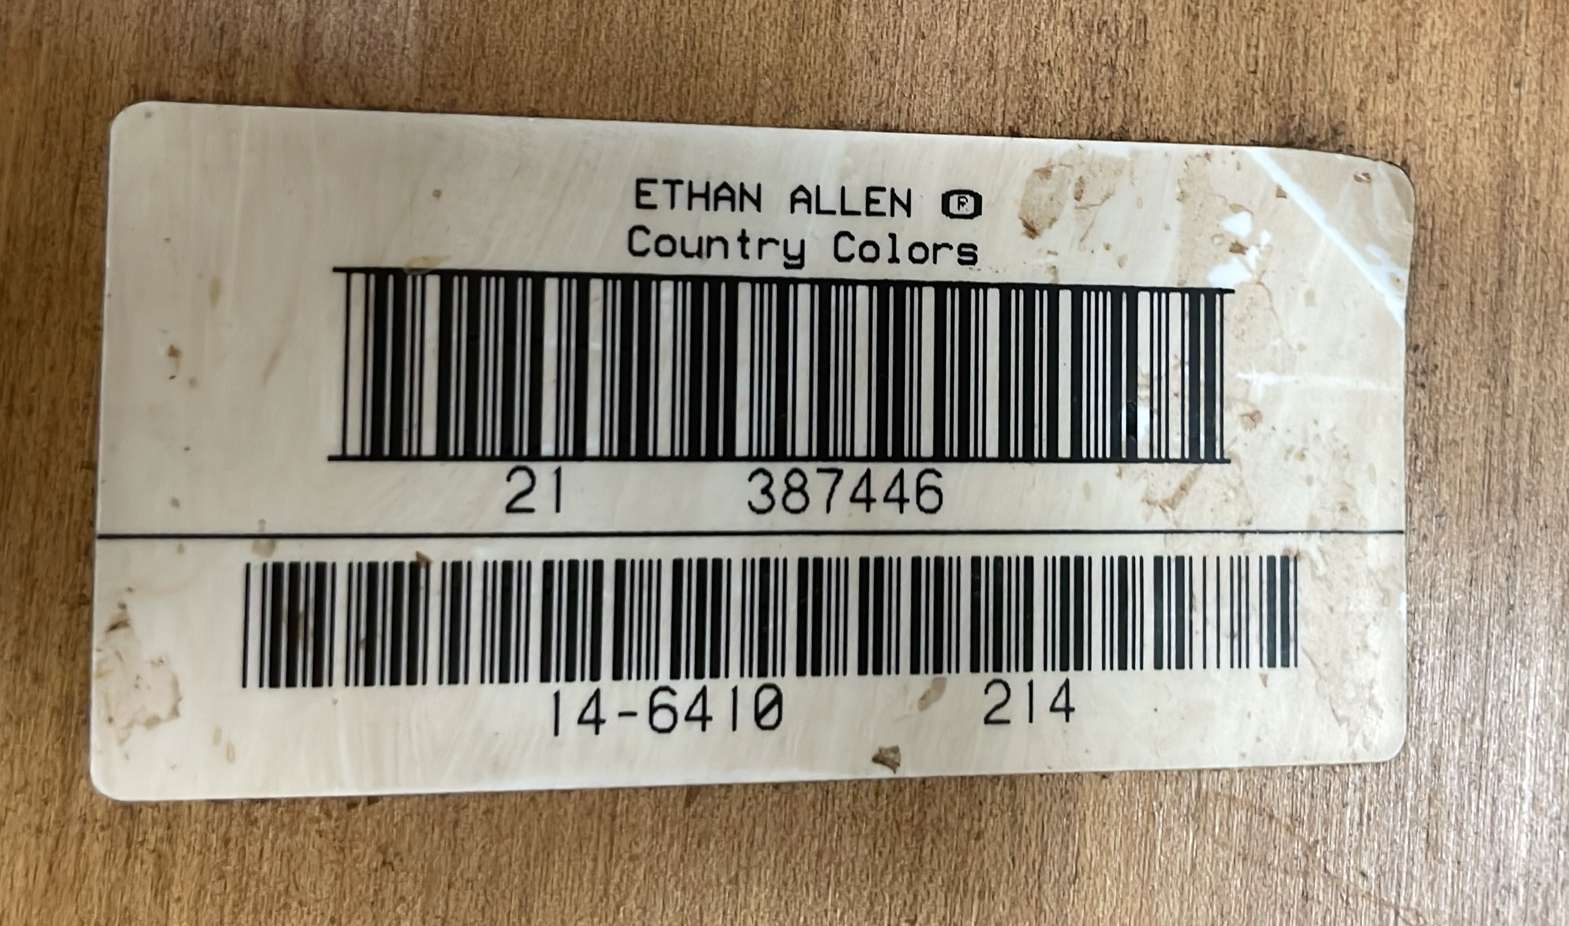 ETHAN ALLEN ®
Country Colors
21 387446
14-6410 214